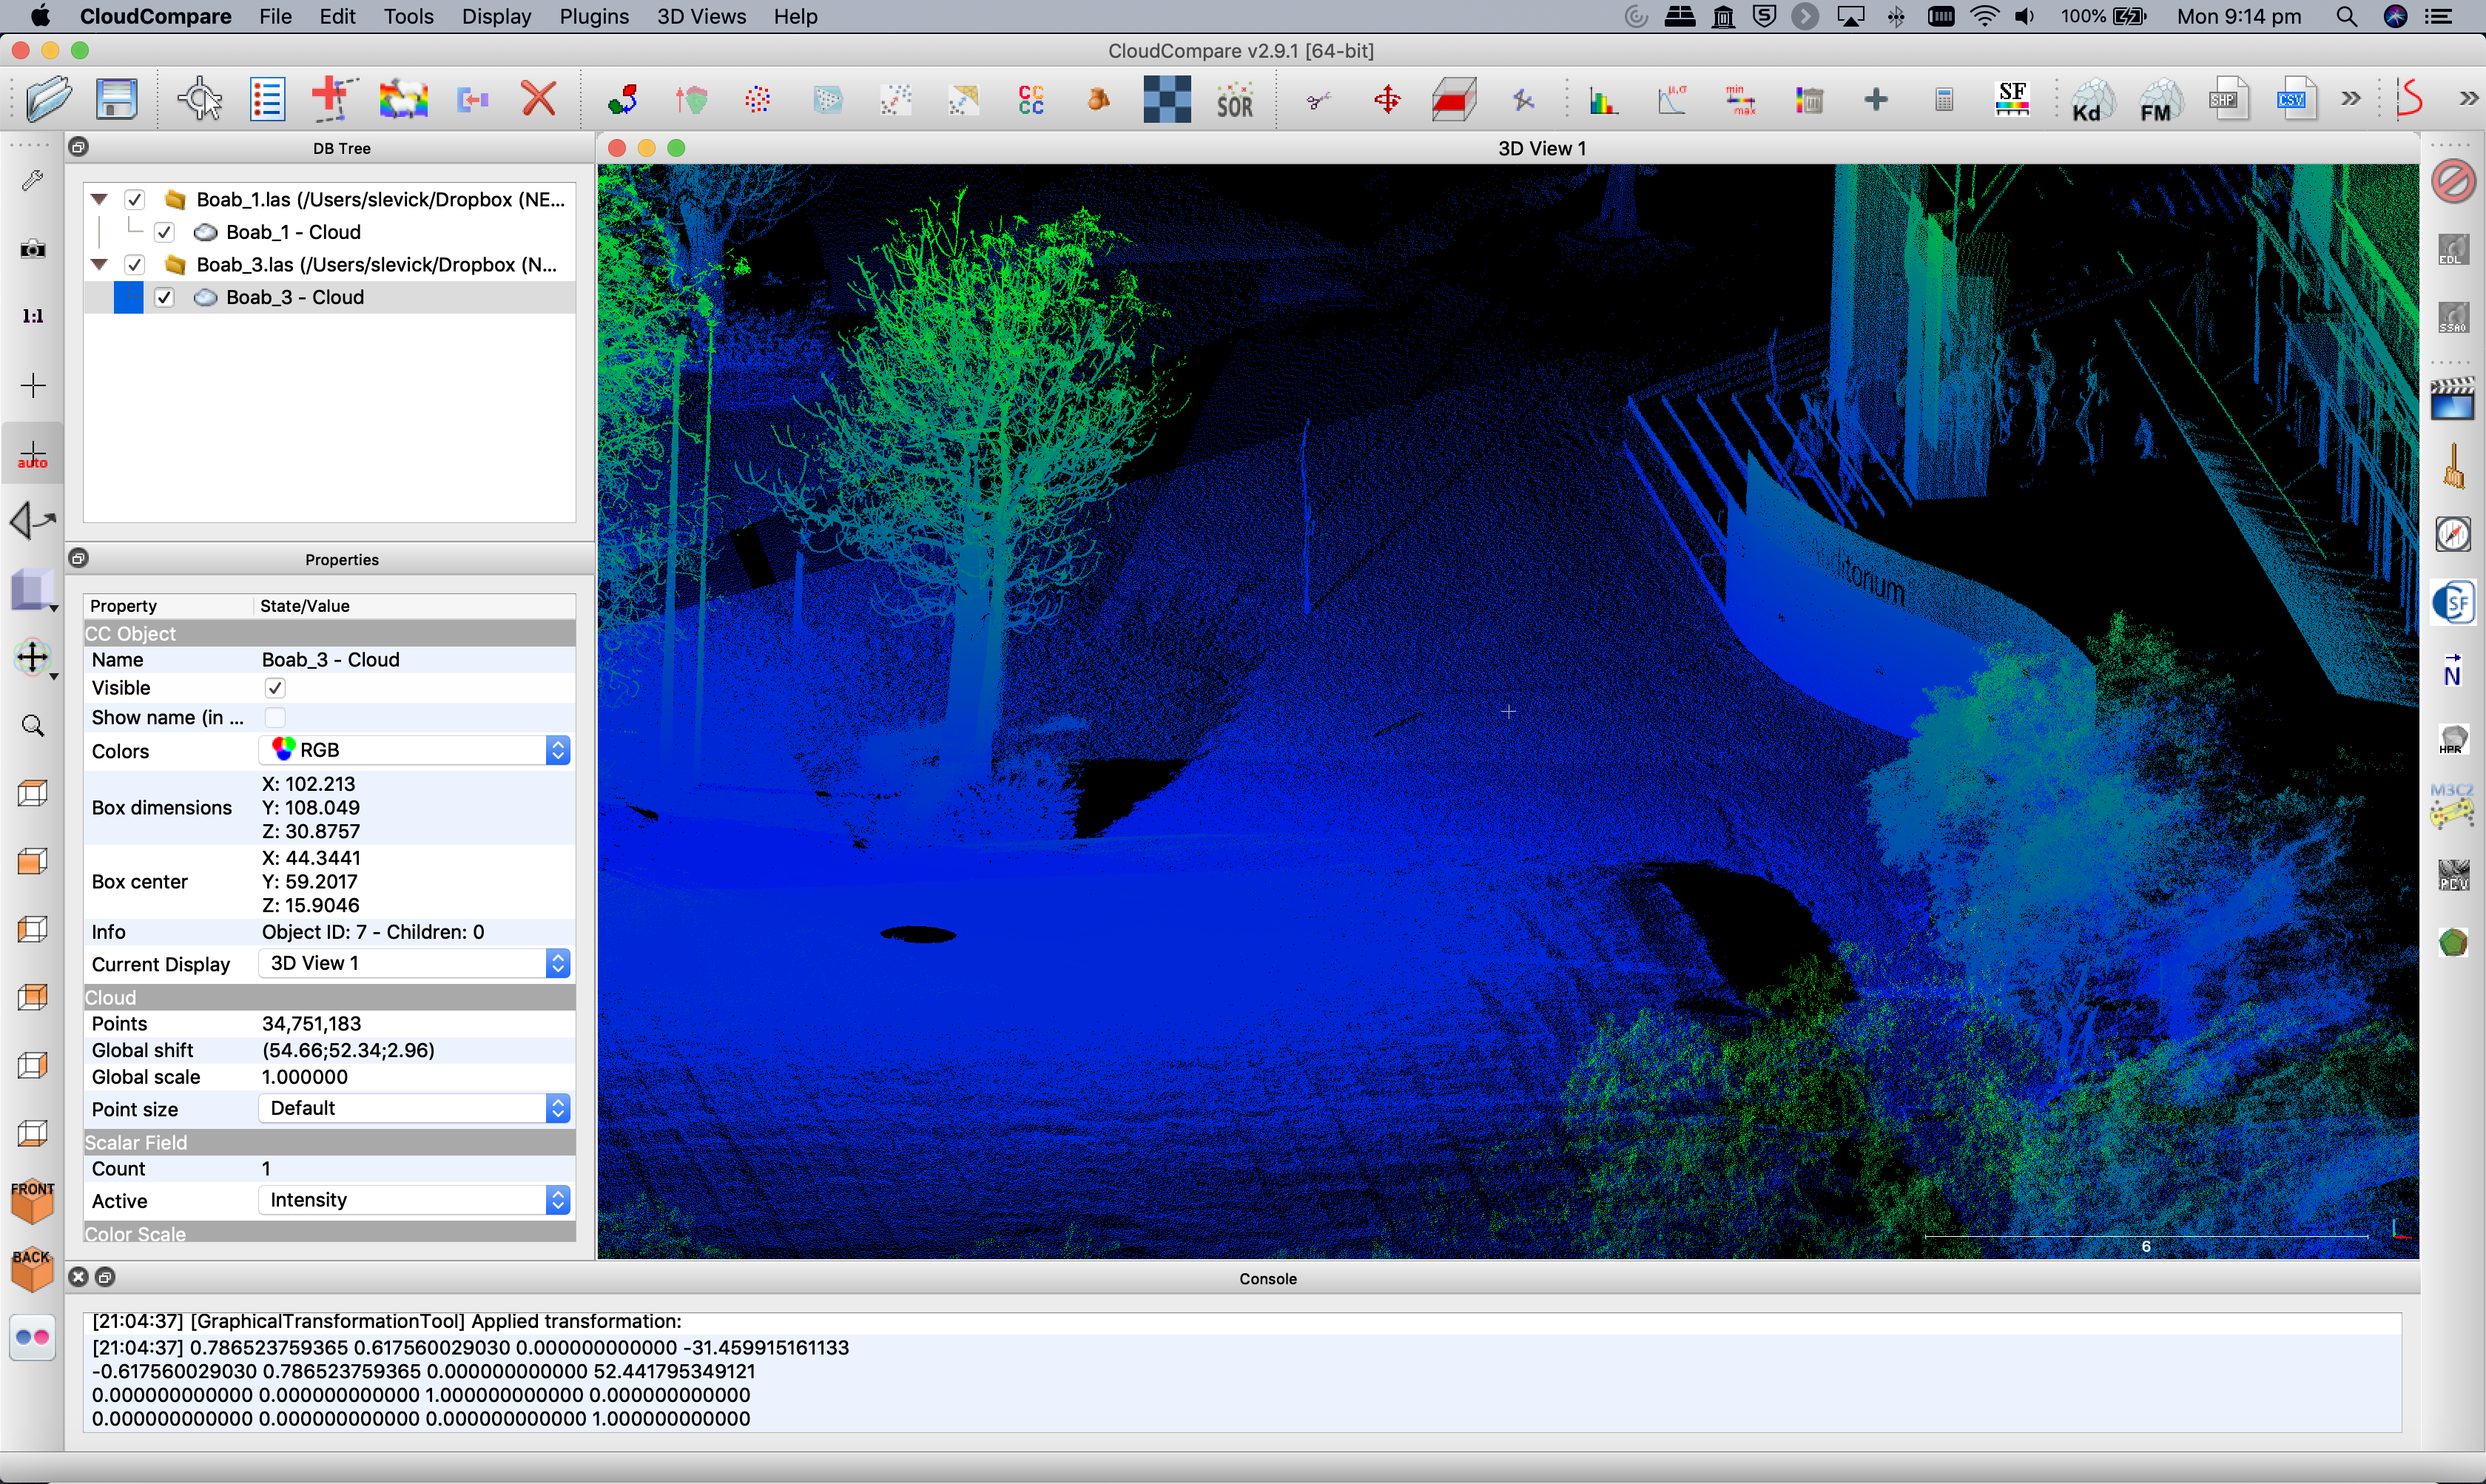 CloudCompare File Edit Tools Display Plugins 3D Views Help 100% Mon 9:14 pm
CloudCompare v2.9.1 [64-bit]
CC
CC
SOR
μ,σ
min
max
SF
Kd
FM
SHP
CSV
DB Tree
3D View 1
Boab_1.las (/Users/slevick/Dropbox (NE...
Boab_1 - Cloud
Boab_3.las (/Users/slevick/Dropbox (N...
Boab_3 - Cloud
1:1
auto
EDL
SSAO
SF
N
HPR
M3C2
PCV
FRONT
BACK
Properties
Property State/Value
CC Object
Name Boab_3 - Cloud
Visible
Show name (in ...
Colors RGB
Box dimensions X: 102.213
Y: 108.049
Z: 30.8757
Box center X: 44.3441
Y: 59.2017
Z: 15.9046
Info Object ID: 7 - Children: 0
Current Display 3D View 1
Cloud
Points 34,751,183
Global shift (54.66;52.34;2.96)
Global scale 1.000000
Point size Default
Scalar Field
Count 1
Active Intensity
Color Scale
Auditorium
6
Console
[21:04:37] [GraphicalTransformationTool] Applied transformation:
[21:04:37] 0.786523759365 0.617560029030 0.000000000000 -31.459915161133
-0.617560029030 0.786523759365 0.000000000000 52.441795349121
0.000000000000 0.000000000000 1.000000000000 0.000000000000
0.000000000000 0.000000000000 0.000000000000 1.000000000000